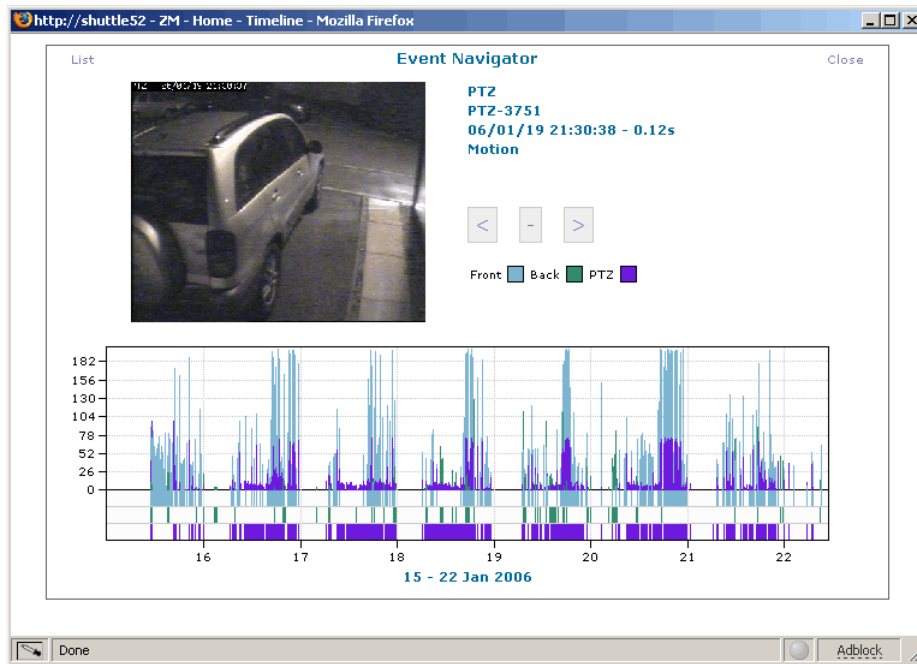 http://shuttle52 - ZM - Home - Timeline - Mozilla Firefox
List
Event Navigator
Close
PTZ
PTZ-3751
06/01/19 21:30:38 - 0.12s
Motion
< - >
Front Back PTZ
182
156
130
104
78
52
26
0
16 17 18 19 20 21 22
15 - 22 Jan 2006
Done
Adblock